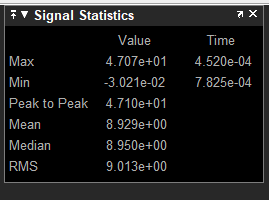 Signal Statistics
Value Time
Max 4.707e+01 4.520e-04
Min -3.021e-02 7.825e-04
Peak to Peak 4.710e+01
Mean 8.929e+00
Median 8.950e+00
RMS 9.013e+00